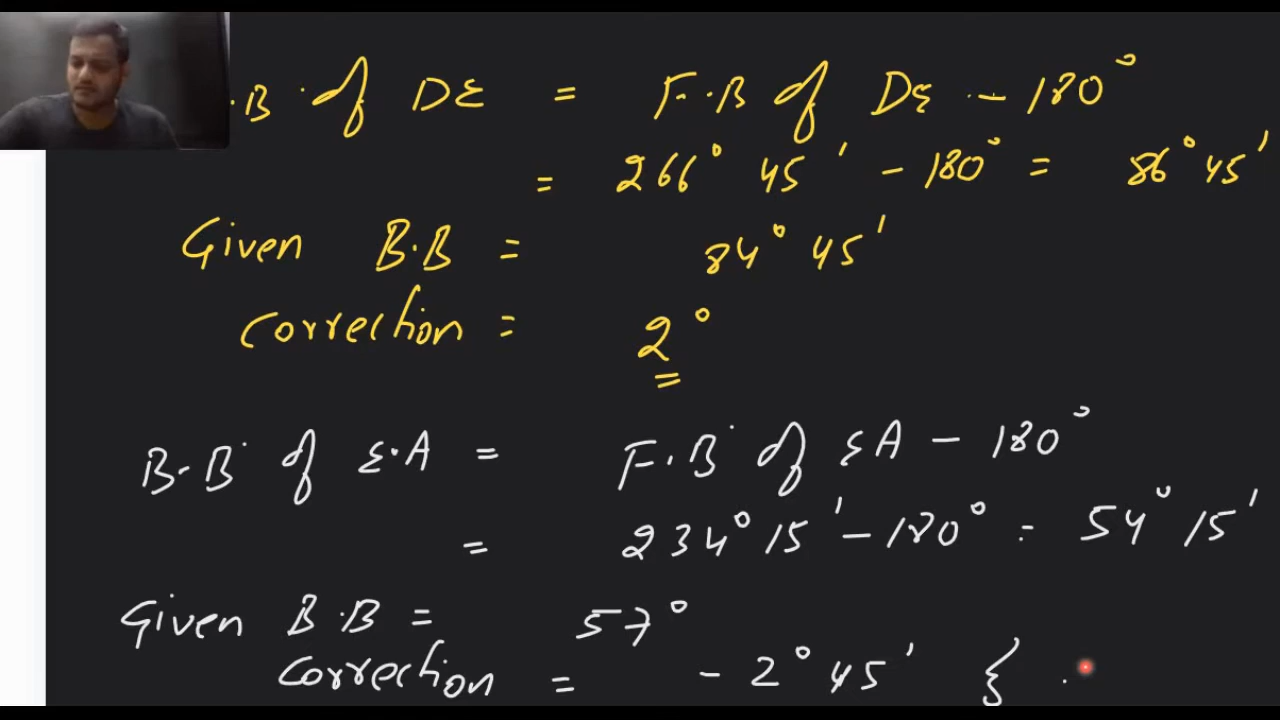 .B of DE = F.B of DE - 180°
= 266° 45' - 180° = 86° 45'
Given B.B = 84° 45'
Correction = 2°
B.B of E.A = F.B of EA - 180°
= 234° 15' - 180° = 54° 15'
Given B.B = 57°
Correction = - 2° 45' {